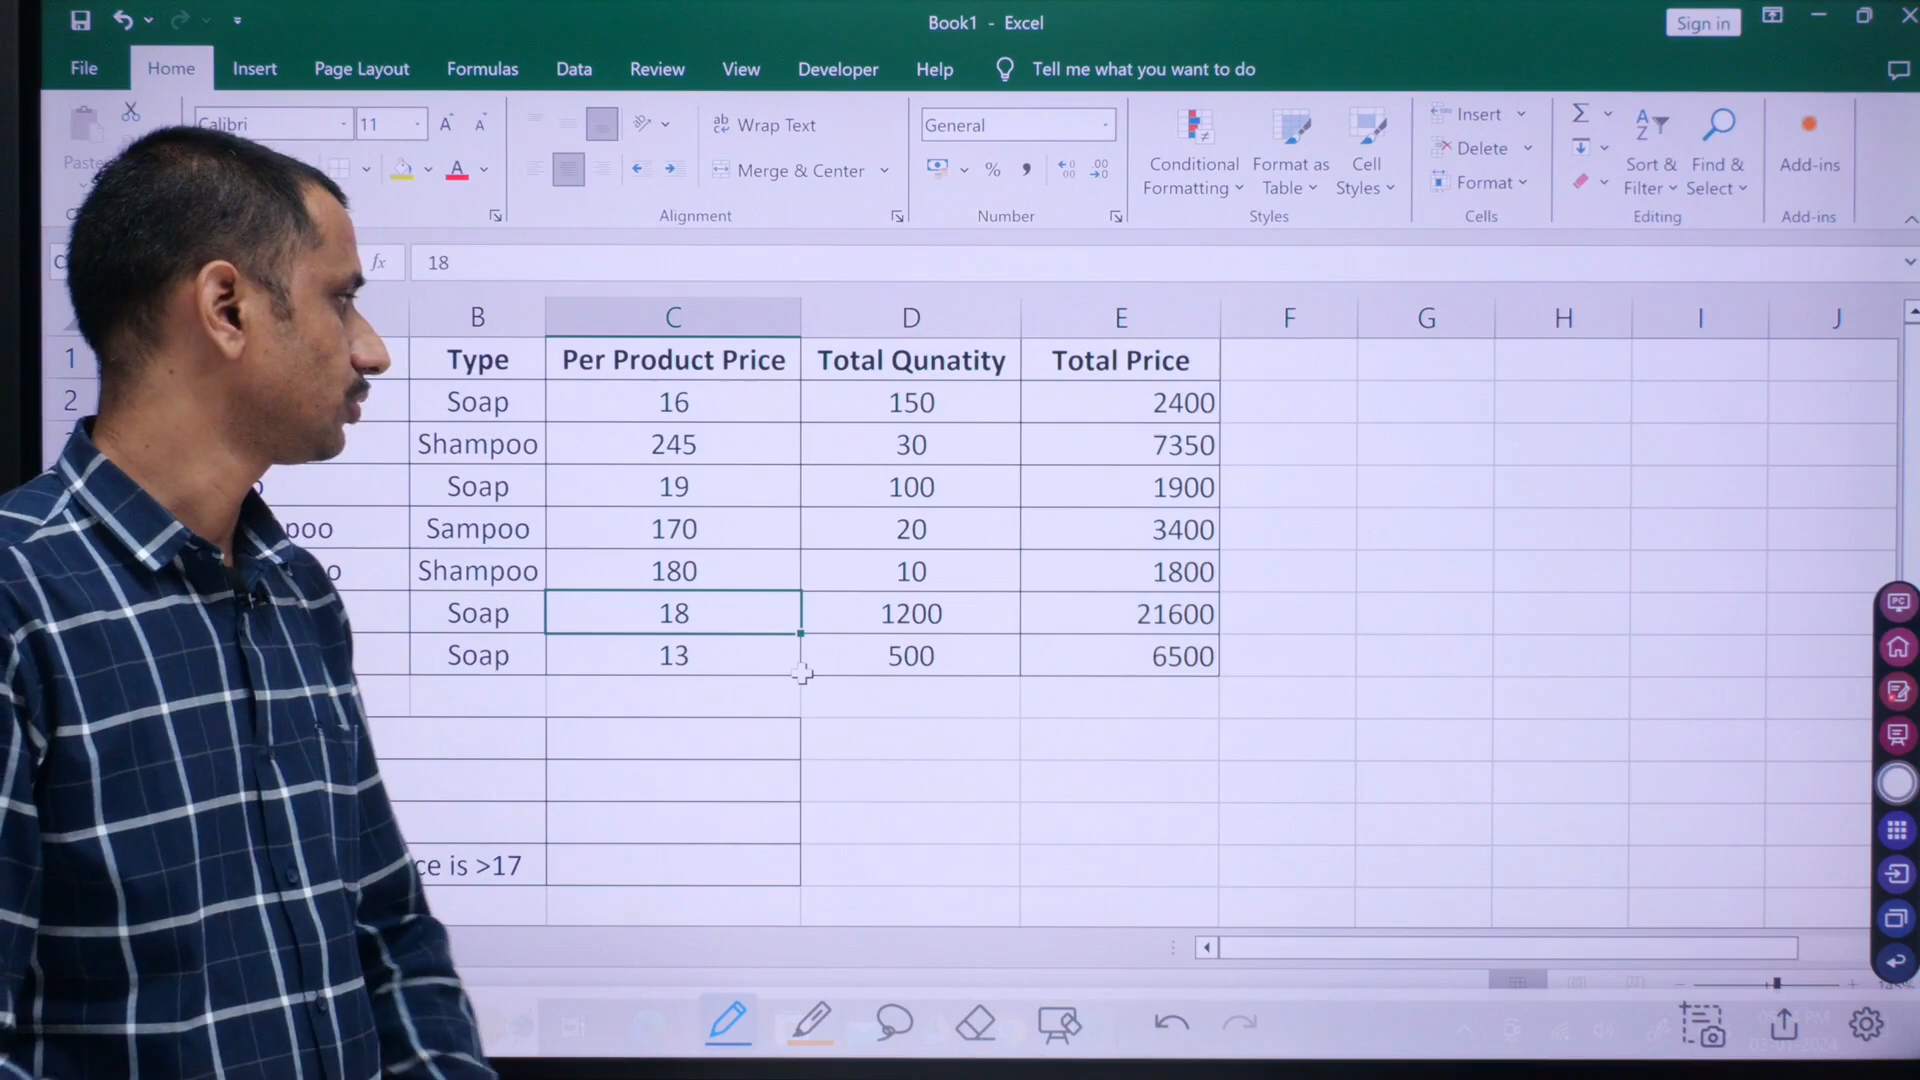 Book1 - Excel
Sign in
File Home Insert Page Layout Formulas Data Review View Developer Help Tell me what you want to do
Calibri 11 Wrap Text General Insert
Paste Merge & Center Conditional Formatting Format as Table Cell Styles Delete Format Sort & Filter Find & Select Add-ins
Alignment Number Styles Cells Editing Add-ins
fx 18
B C D E F G H I J
1 Type Per Product Price Total Qunatity Total Price
2 Soap 16 150 2400
Shampoo 245 30 7350
Soap 19 100 1900
poo Sampoo 170 20 3400
o Shampoo 180 10 1800
Soap 18 1200 21600
Soap 13 500 6500
ce is >17